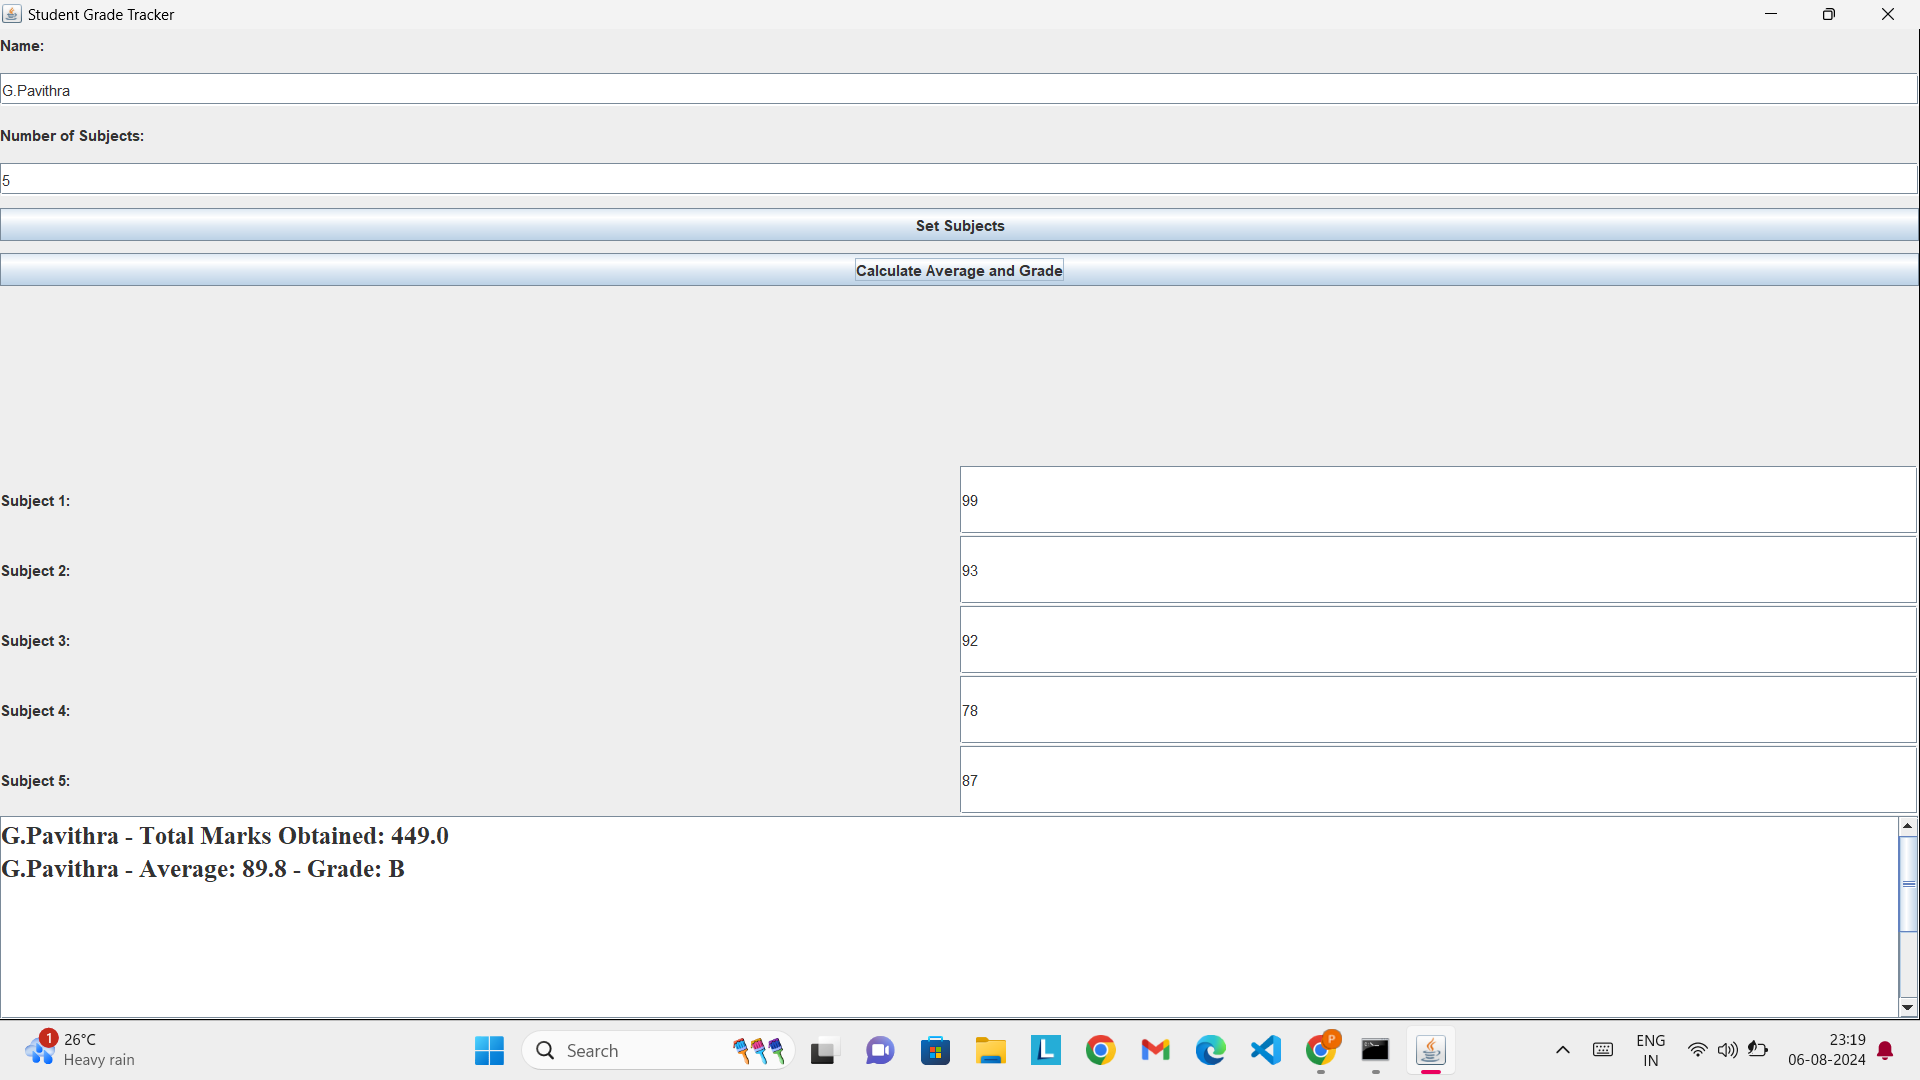 Student Grade Tracker
Name:
G.Pavithra
Number of Subjects:
5
Set Subjects
Calculate Average and Grade
Subject 1: 99
Subject 2: 93
Subject 3: 92
Subject 4: 78
Subject 5: 87
G.Pavithra - Total Marks Obtained: 449.0
G.Pavithra - Average: 89.8 - Grade: B
1
26°C
Heavy rain
Search
L
P
ENG
IN
23:19
06-08-2024